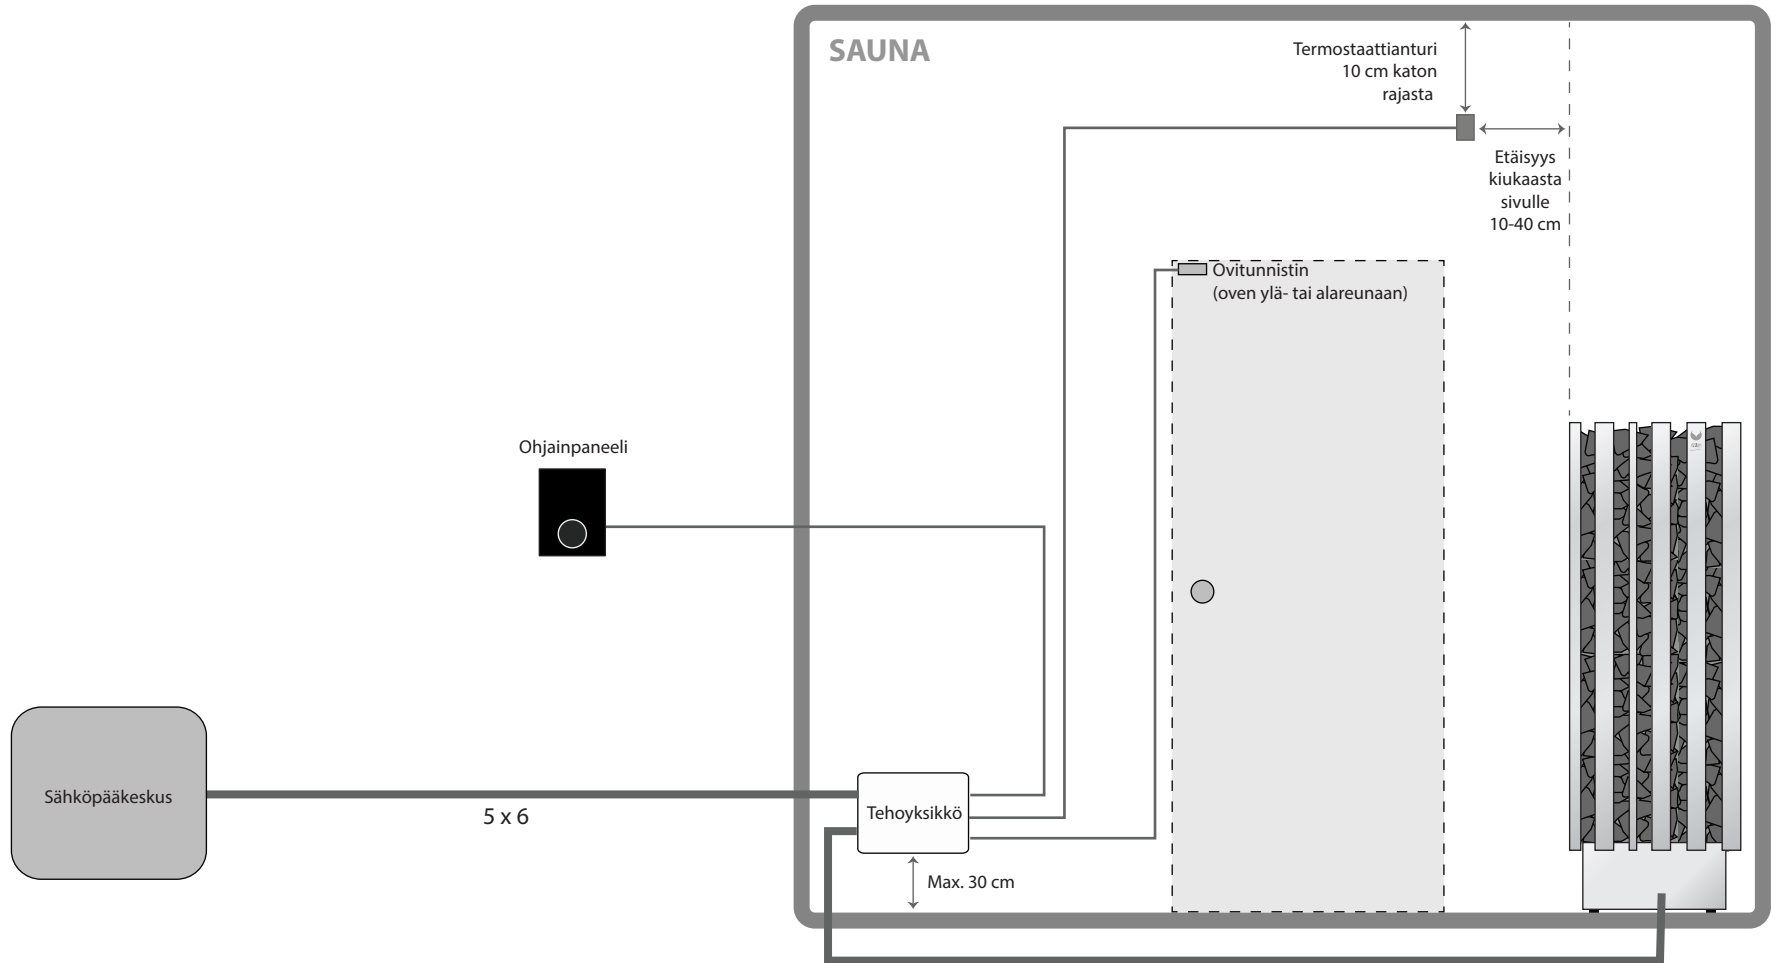 SAUNA
Termostaattianturi
10 cm katon
rajasta
Etäisyys
kiukaasta
sivulle
10-40 cm
Ovitunnistin
(oven ylä- tai alareunaan)
Ohjainpaneeli
Sähköpääkeskus
5 x 6
Tehoyksikkö
Max. 30 cm